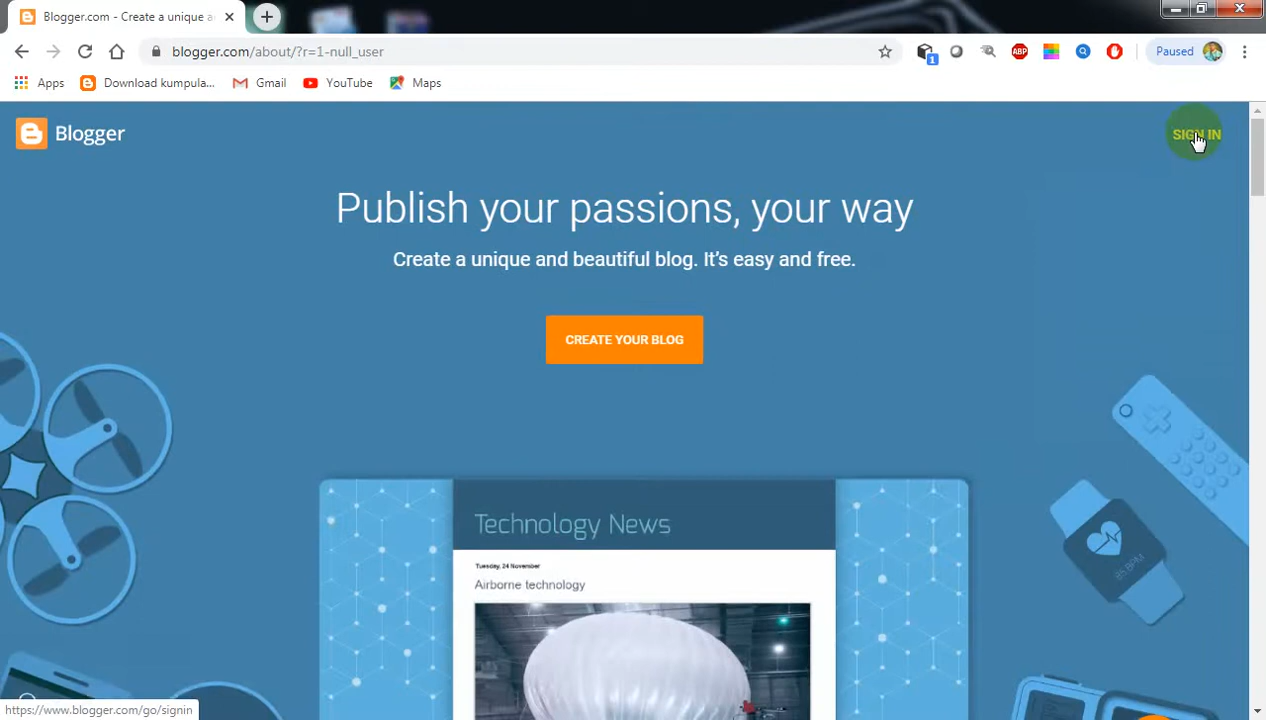 Blogger.com - Create a unique a
blogger.com/about/?r=1-null_user
1
ABP
Paused
Apps
Download kumpula...
Gmail
YouTube
Maps
Blogger
SIGN IN
Publish your passions, your way
Create a unique and beautiful blog. It's easy and free.
CREATE YOUR BLOG
Technology News
Tuesday, 24 November
Airborne technology
https://www.blogger.com/go/signin